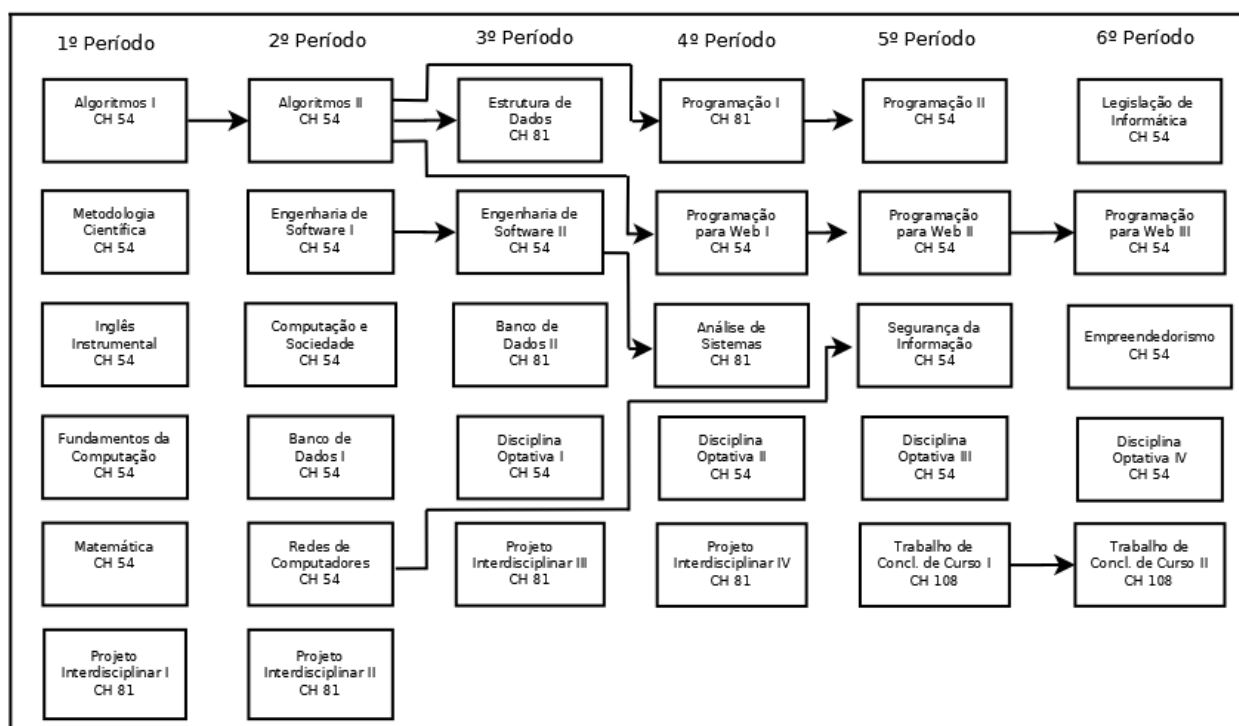 1º Período
2º Período
3º Período
4º Período
5º Período
6º Período
Algoritmos I
CH 54
Algoritmos II
CH 54
Estrutura de
Dados
CH 81
Programação I
CH 81
Programação II
CH 54
Legislação de
Informática
CH 54
Metodologia
Científica
CH 54
Engenharia de
Software I
CH 54
Engenharia de
Software II
CH 54
Programação
para Web I
CH 54
Programação
para Web II
CH 54
Programação
para Web III
CH 54
Inglês
Instrumental
CH 54
Computação e
Sociedade
CH 54
Banco de
Dados II
CH 81
Análise de
Sistemas
CH 81
Segurança da
Informação
CH 54
Empreendedorismo
CH 54
Fundamentos da
Computação
CH 54
Banco de
Dados I
CH 54
Disciplina
Optativa I
CH 54
Disciplina
Optativa II
CH 54
Disciplina
Optativa III
CH 54
Disciplina
Optativa IV
CH 54
Matemática
CH 54
Redes de
Computadores
CH 54
Projeto
Interdisciplinar III
CH 81
Projeto
Interdisciplinar IV
CH 81
Trabalho de
Concl. de Curso I
CH 108
Trabalho de
Concl. de Curso II
CH 108
Projeto
Interdisciplinar I
CH 81
Projeto
Interdisciplinar II
CH 81